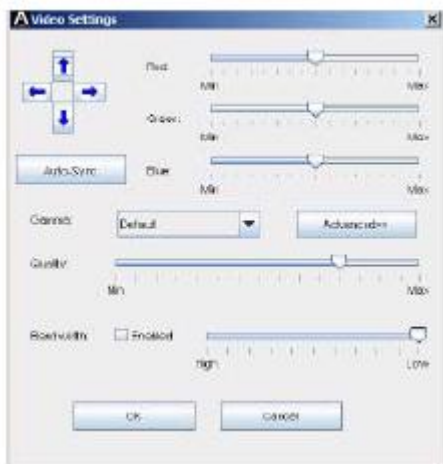 Video Settings
Red:
Min Max
Green:
Min Max
Auto-Sync Blue:
Min Max
Gamma: Default Advanced>>
Quality:
Min Max
Bandwidth: Enabled
High Low
OK Cancel